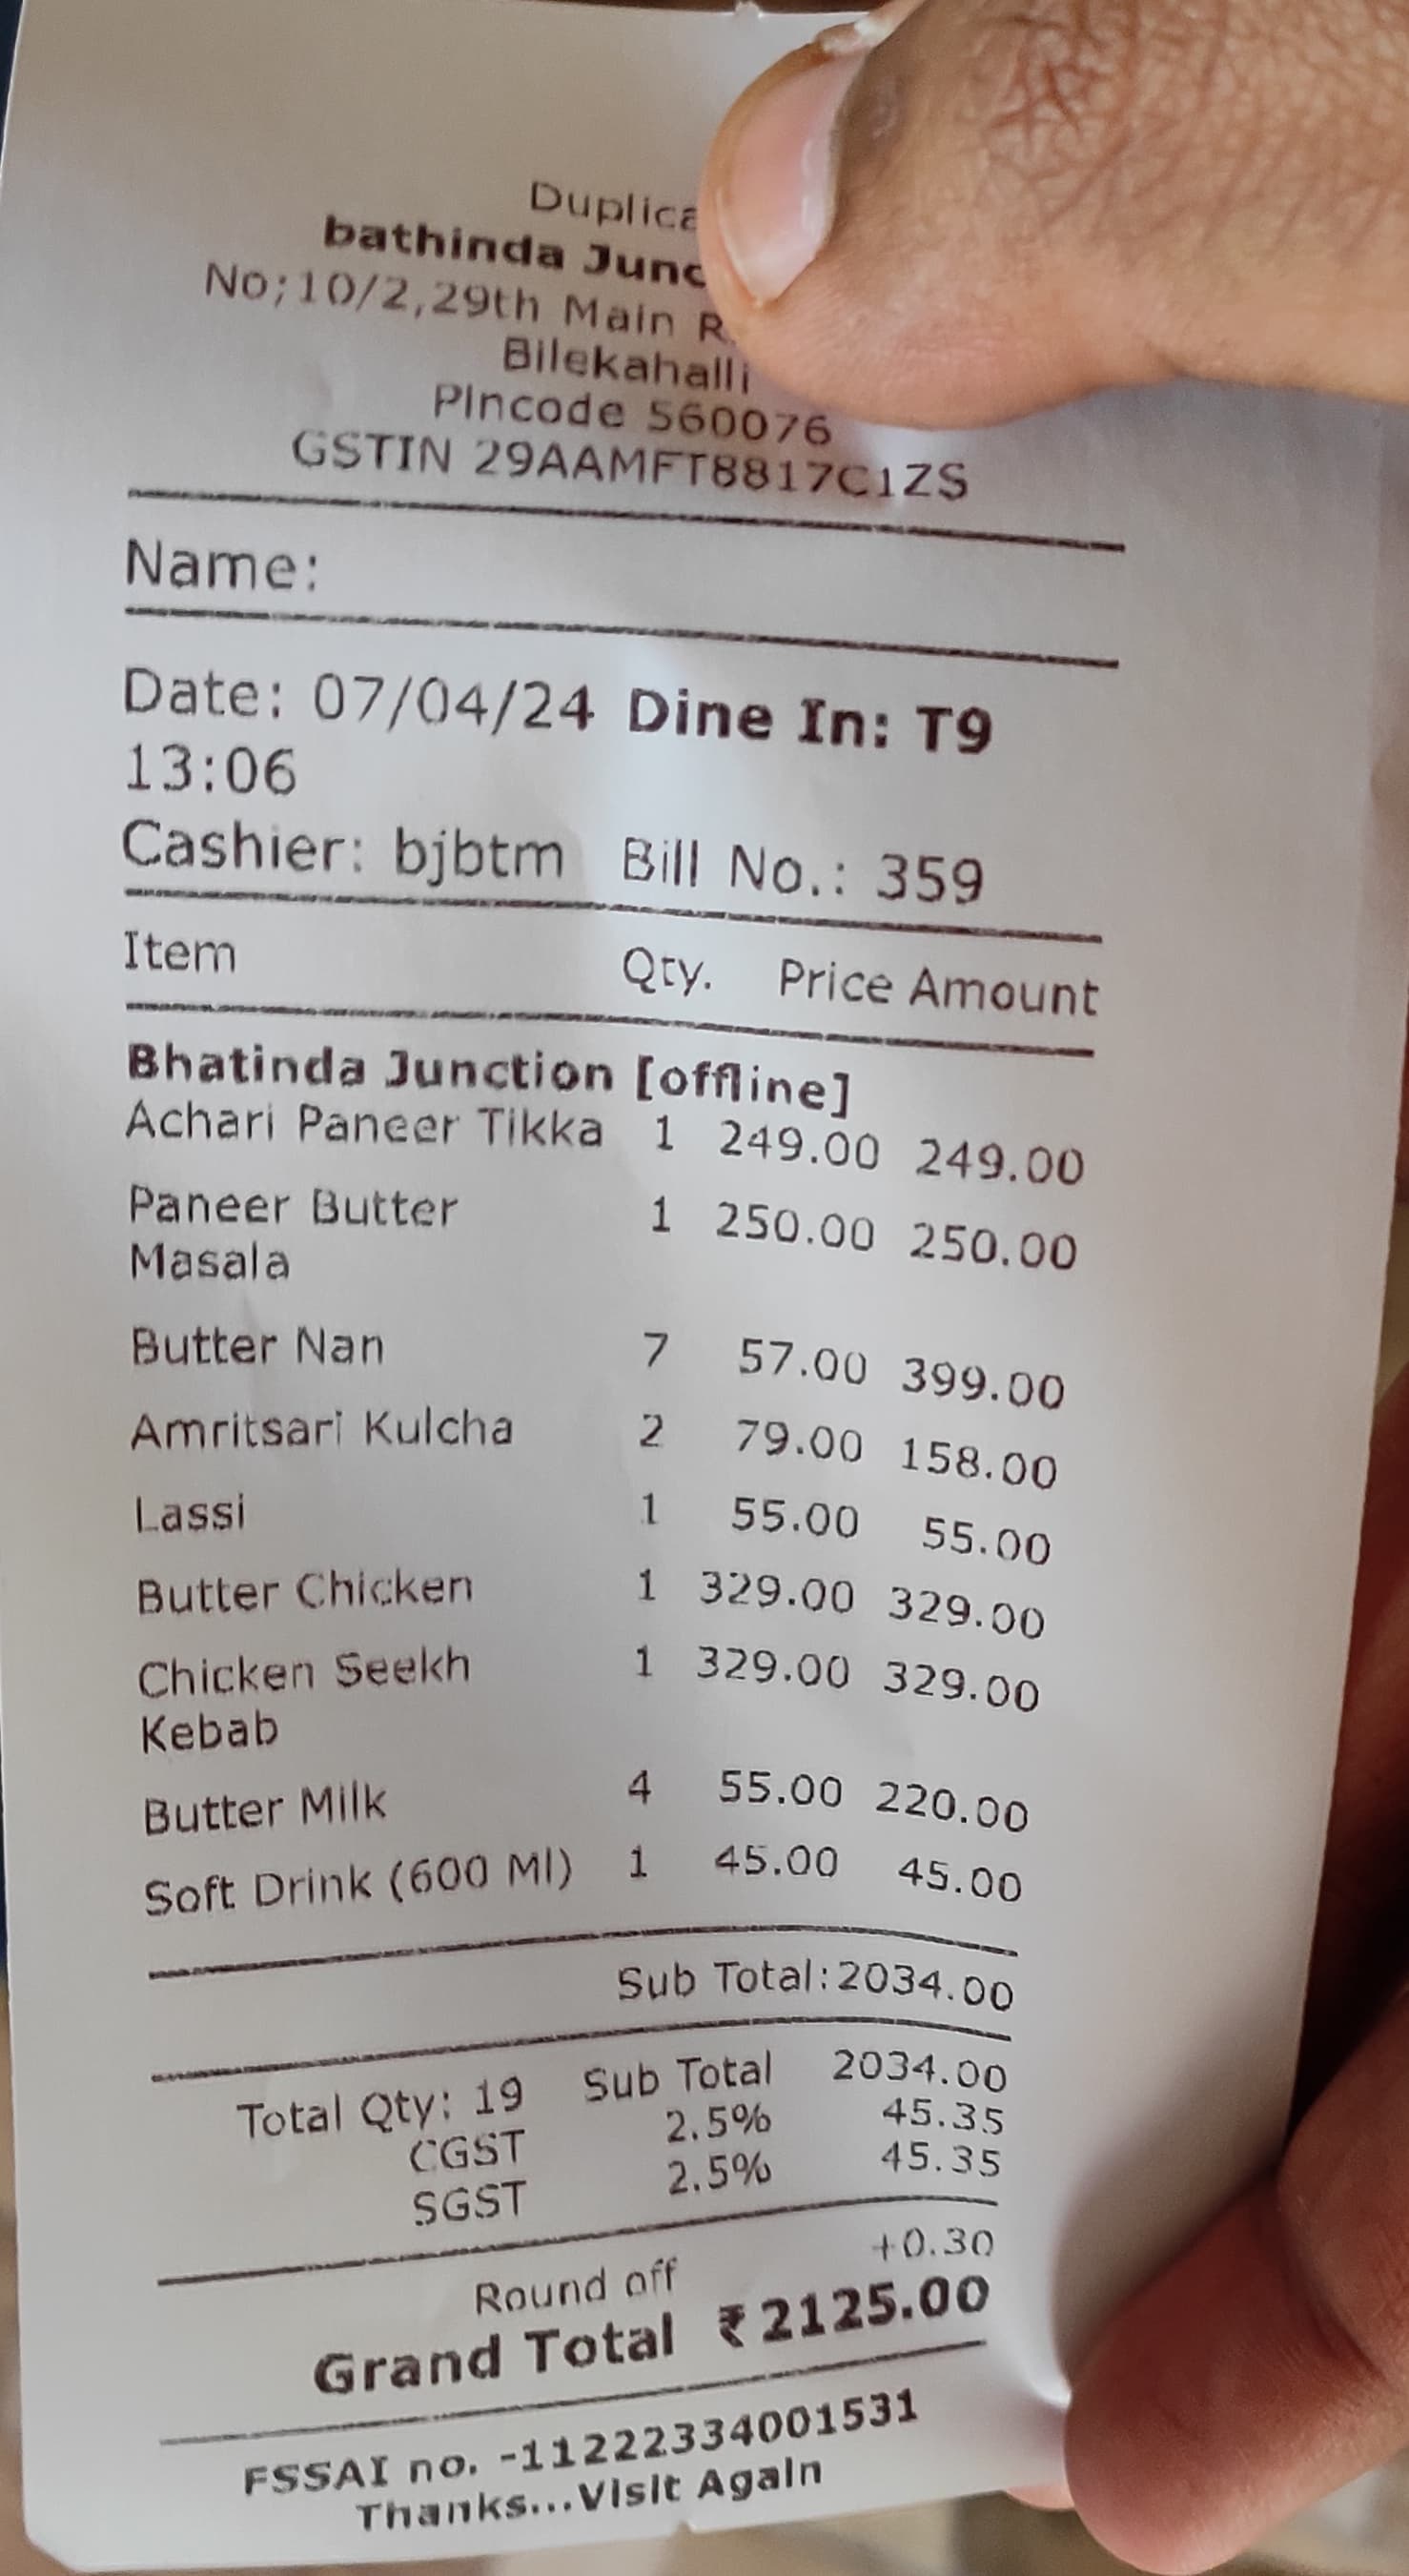 bathinda
No;10/2,29th Main
Bilekahalli
Pincode 560076
GSTIN 29AAMFT8817C1ZS
Name:
Date: 07/04/24 Dine In: T9
13:06
Cashier: bjbtm Bill No.: 359
Item Qty. Price Amount
Bhatinda Junction [offline]
Achari Paneer Tikka 1 249.00 249.00
Paneer Butter 1 250.00 250.00
Masala
Butter Nan 7 57.00 399.00
Amritsari Kulcha 2 79.00 158.00
Lassi 1 55.00 55.00
Butter Chicken 1 329.00 329.00
Chicken Seekh 1 329.00 329.00
Kebab
Butter Milk 4 55.00 220.00
Soft Drink (600 Ml) 1 45.00 45.00
Sub Total: 2034.00
Total Qty: 19 Sub Total 2034.00
CGST 2.5% 45.35
SGST 2.5% 45.35
Round off +0.30
Grand Total ₹2125.00
FSSAI no. -11222334001531
Thanks...Visit Again